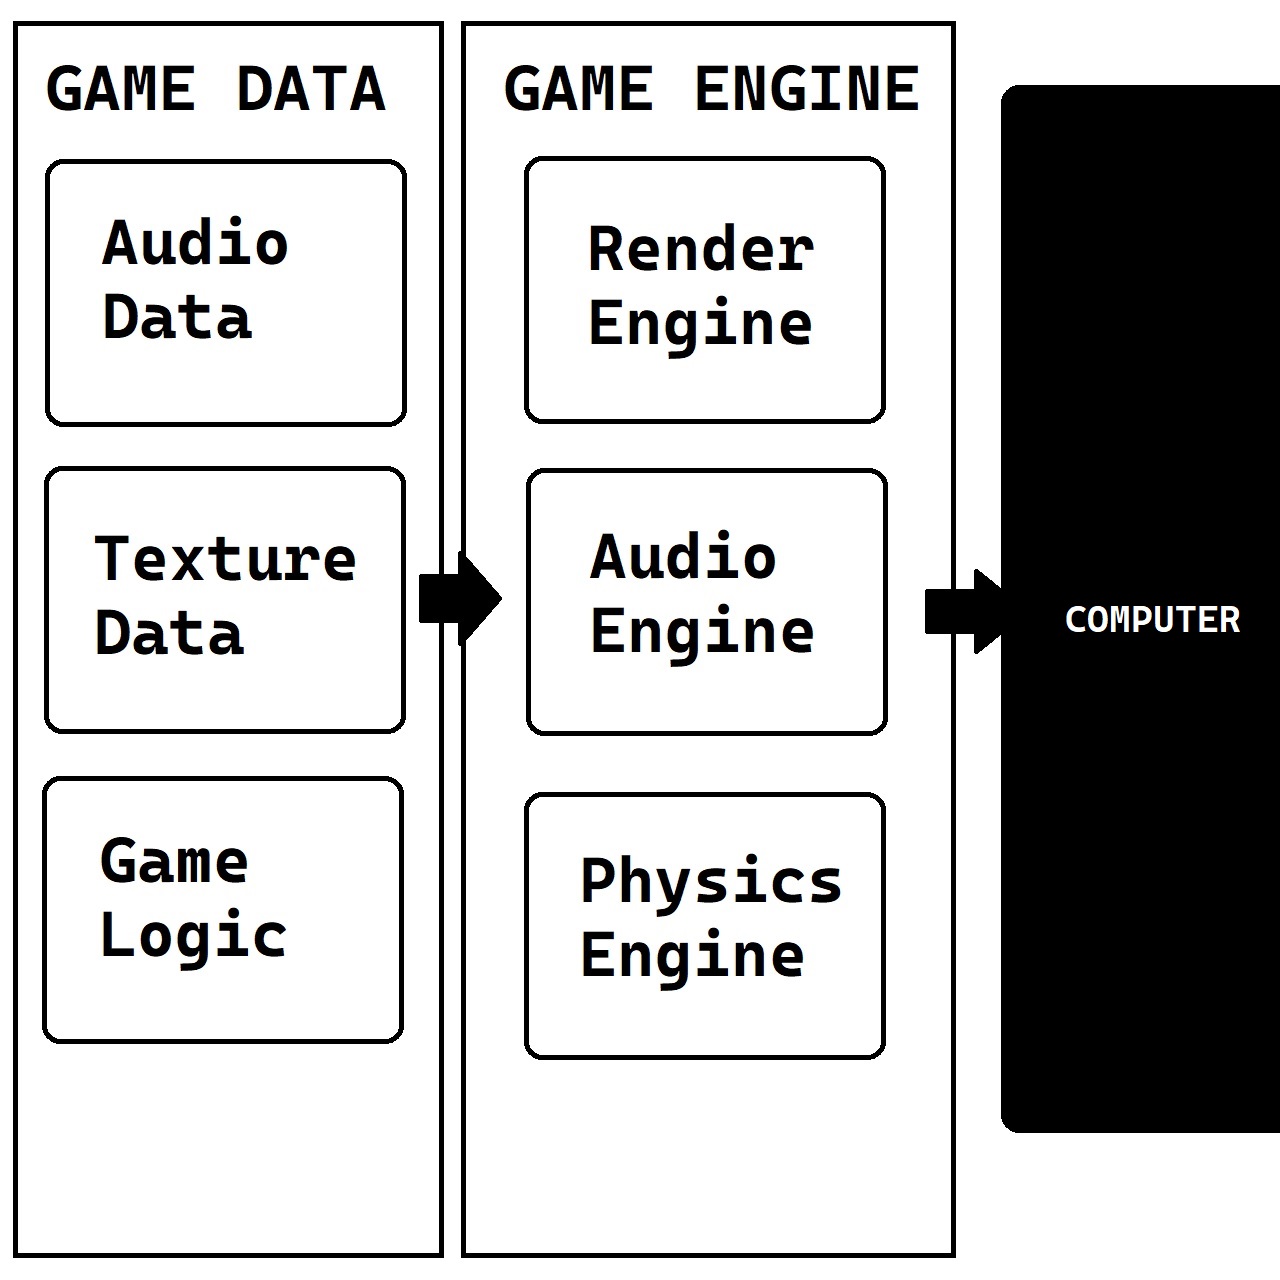 GAME DATA
Audio
Data
Texture
Data
Game
Logic
GAME ENGINE
Render
Engine
Audio
Engine
Physics
Engine
COMPUTER